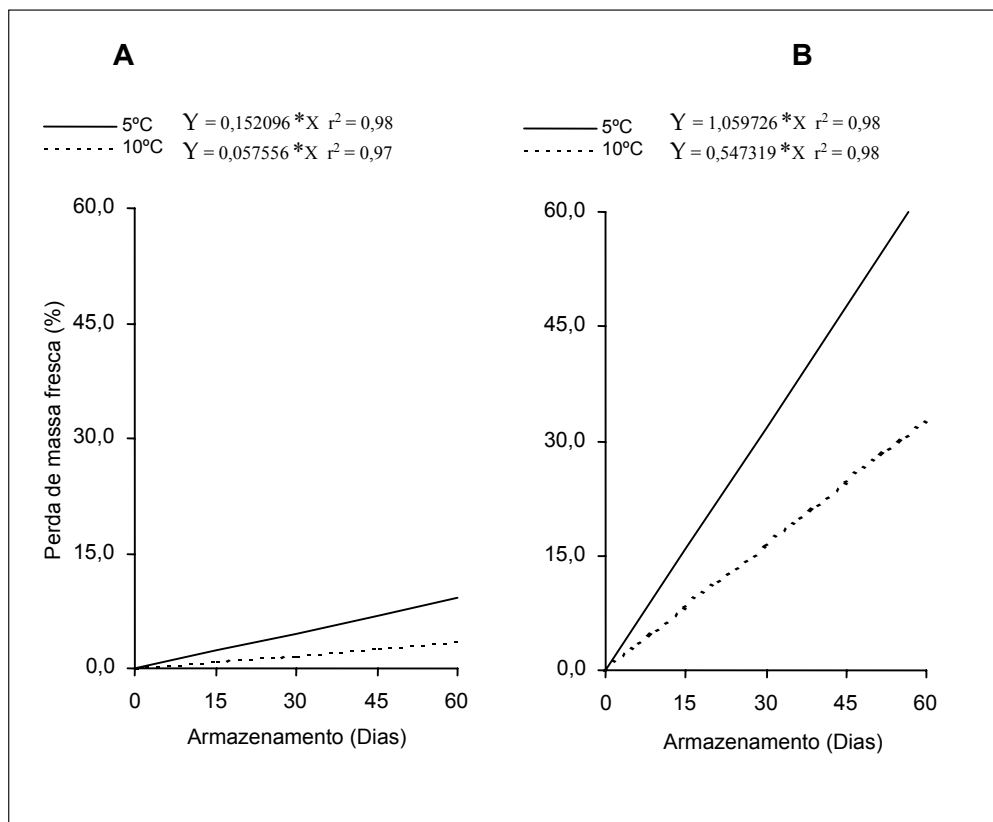 A
5ºC Y = 0,152096 *X r² = 0,98
10ºC Y = 0,057556 *X r² = 0,97
60,0
45,0
30,0
15,0
0,0
Perda de massa fresca (%)
0 15 30 45 60
Armazenamento (Dias)
B
5ºC Y = 1,059726 *X r² = 0,98
10ºC Y = 0,547319 *X r² = 0,98
60,0
45,0
30,0
15,0
0,0
0 15 30 45 60
Armazenamento (Dias)